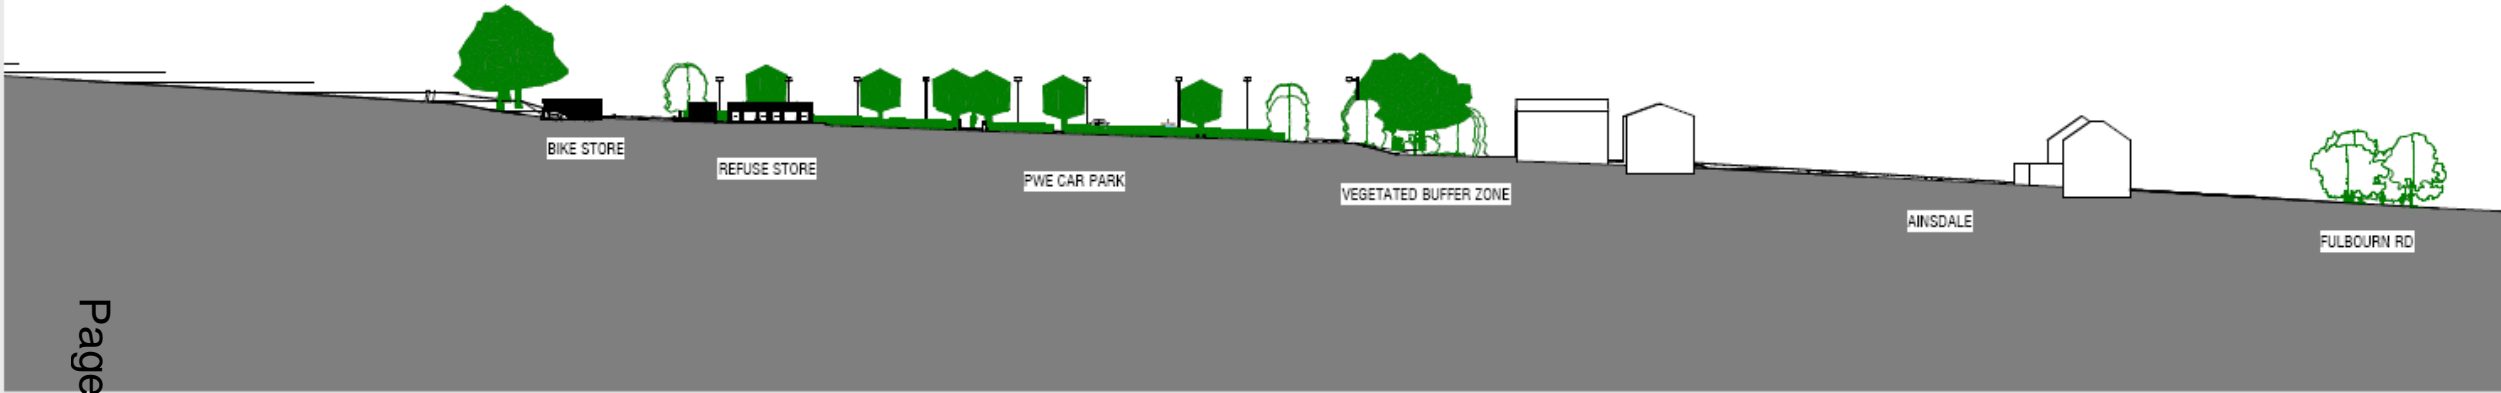 BIKE STORE
REFUSE STORE
PWE CAR PARK
VEGETATED BUFFER ZONE
AINSDALE
FULBOURN RD
Page